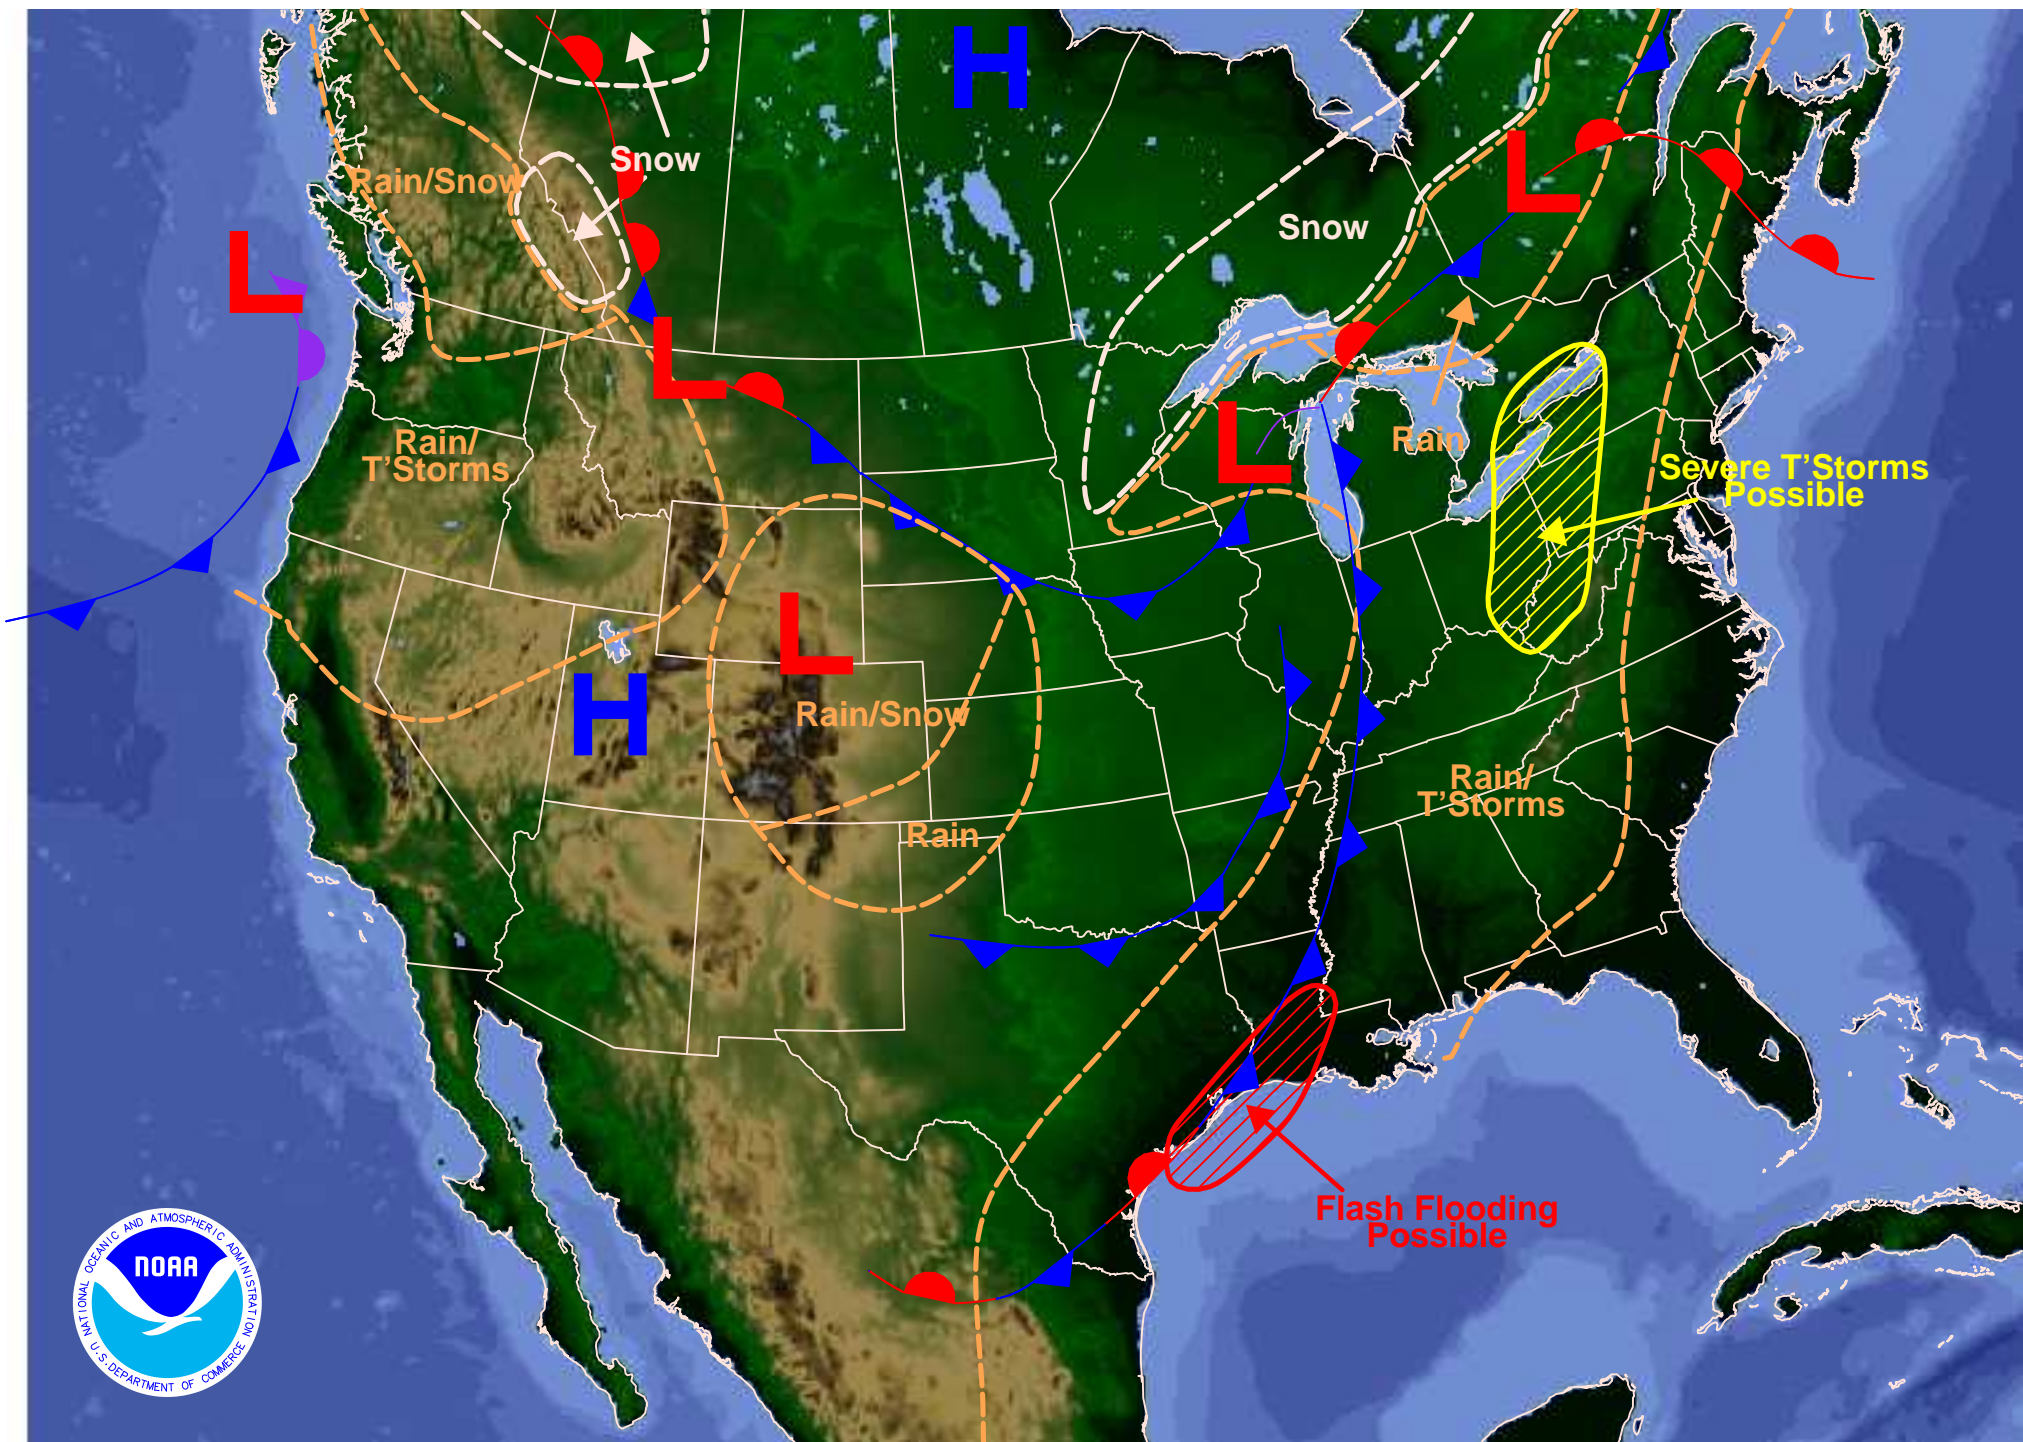 H
Snow
Rain/Snow
L
Snow
L
L
Rain/
T'Storms
L
Rain
Severe T'Storms
Possible
L
H
Rain/Snow
Rain/
T'Storms
Rain
Flash Flooding
Possible
NATIONAL OCEANIC AND ATMOSPHERIC ADMINISTRATION
NOAA
U.S. DEPARTMENT OF COMMERCE